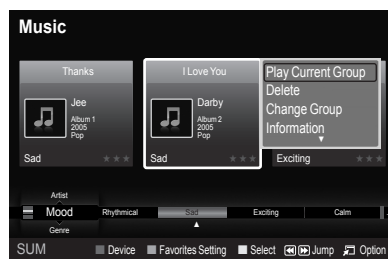 Music
Thanks
Jee
Album 1
2005
Pop
Sad
I Love You
Darby
Album 2
2005
Pop
Sad
Play Current Group
Delete
Change Group
Information
Exciting
Artist
Mood
Rhythmical
Sad
Exciting
Calm
Genre
SUM
Device
Favorites Setting
Select
Jump
Option